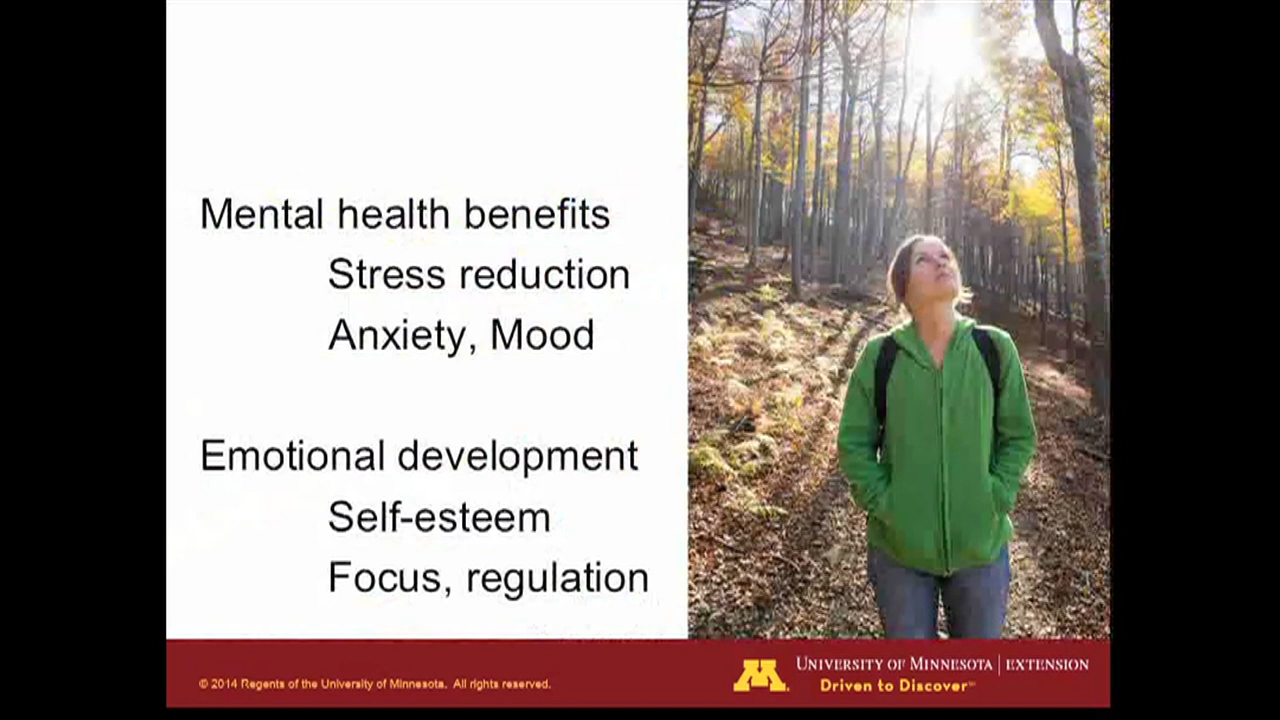 Mental health benefits
Stress reduction
Anxiety, Mood
Emotional development
Self-esteem
Focus, regulation
© 2014 Regents of the University of Minnesota. All rights reserved.
M
UNIVERSITY OF MINNESOTA | EXTENSION
Driven to Discover℠